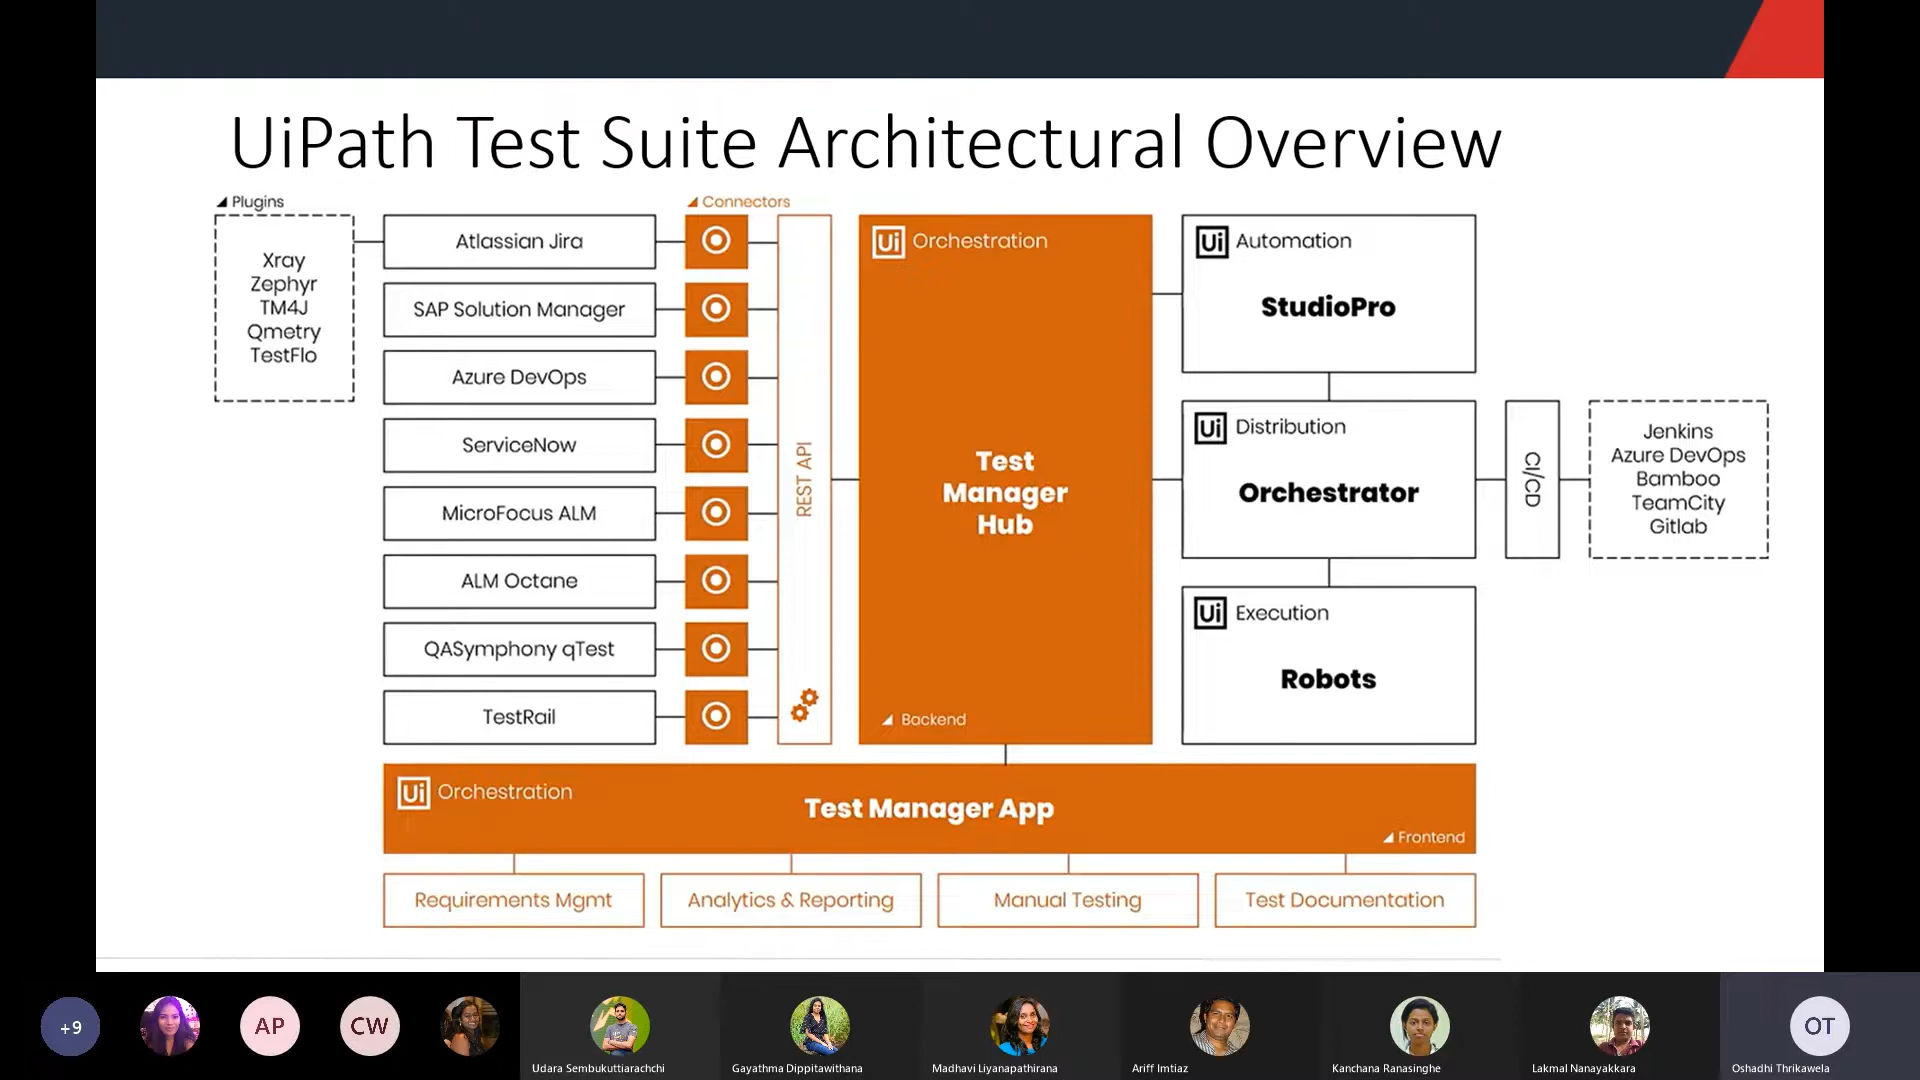 UiPath Test Suite Architectural Overview
Plugins
Xray
Zephyr
TM4J
Qmetry
TestFlo
Connectors
Atlassian Jira
SAP Solution Manager
Azure DevOps
ServiceNow
MicroFocus ALM
ALM Octane
QASymphony qTest
TestRail
REST API
Ui Orchestration
Test
Manager
Hub
Backend
Ui Automation
StudioPro
Ui Distribution
Orchestrator
Ui Execution
Robots
CI/CD
Jenkins
Azure DevOps
Bamboo
TeamCity
Gitlab
Ui Orchestration
Test Manager App
Frontend
Requirements Mgmt
Analytics & Reporting
Manual Testing
Test Documentation
+9
AP
CW
Udara Sembukuttiarachchi
Gayathma Dippitawithana
Madhavi Liyanapathirana
Ariff Imtiaz
Kanchana Ranasinghe
Lakmal Nanayakkara
OT
Oshadhi Thrikawela